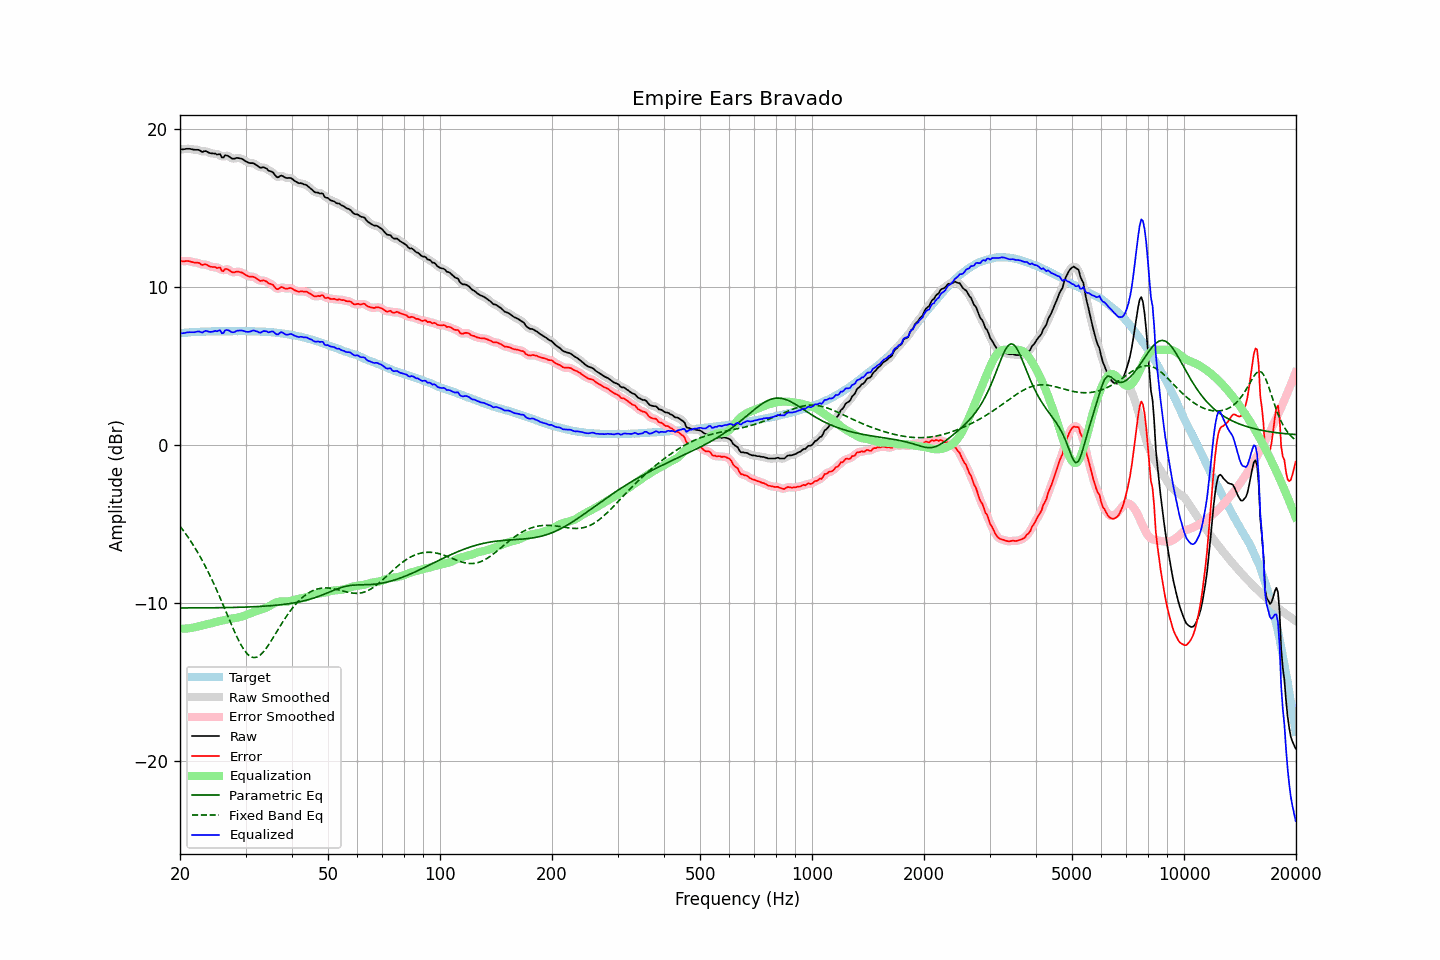 Empire Ears Bravado
20
10
0
−10
−20
Amplitude (dBr)
Target
Raw Smoothed
Error Smoothed
Raw
Error
Equalization
Parametric Eq
Fixed Band Eq
Equalized
20 50 100 200 500 1000 2000 5000 10000 20000
Frequency (Hz)